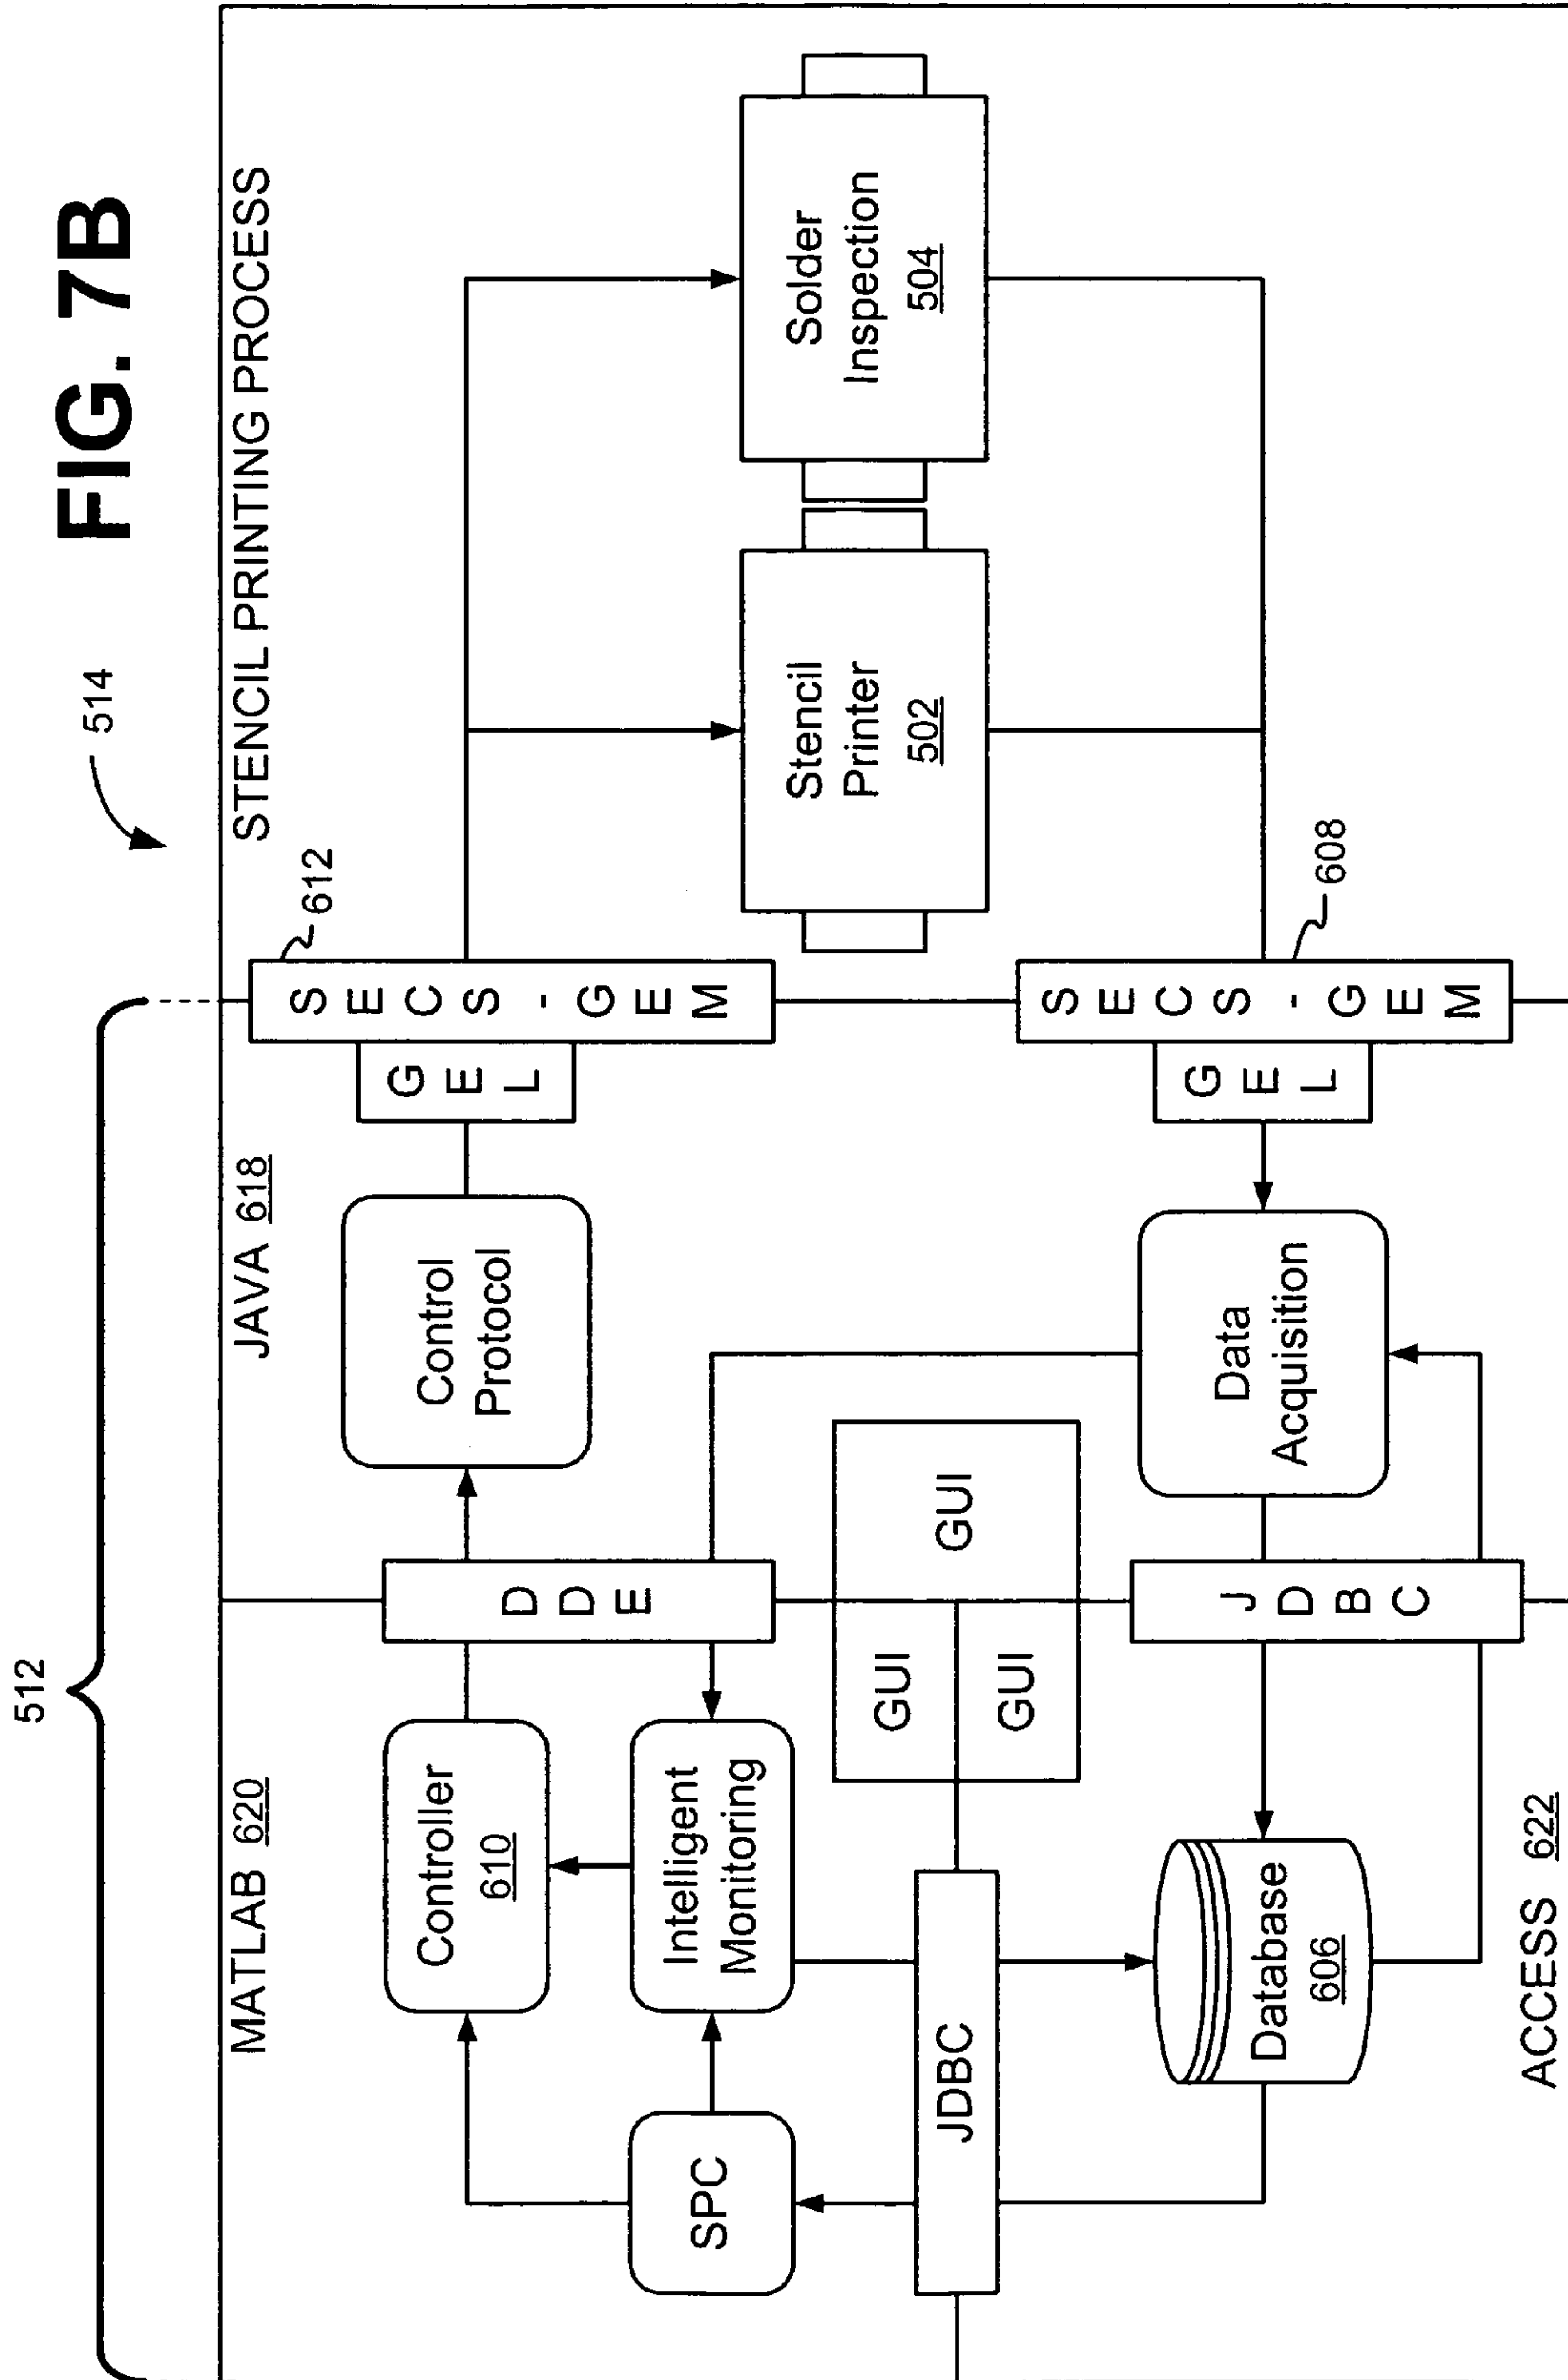 FIG. 7B
512
514
MATLAB 620
JAVA 618
STENCIL PRINTING PROCESS
612
Controller
610
DDE
Control
Protocol
GEL
SECS-GEM
SPC
Intelligent
Monitoring
Stencil
Printer
502
Solder
Inspection
504
GUI
GUI
GUI
JDBC
Database
606
JDBC
Data
Acquisition
GEL
SECS-GEM
608
ACCESS 622